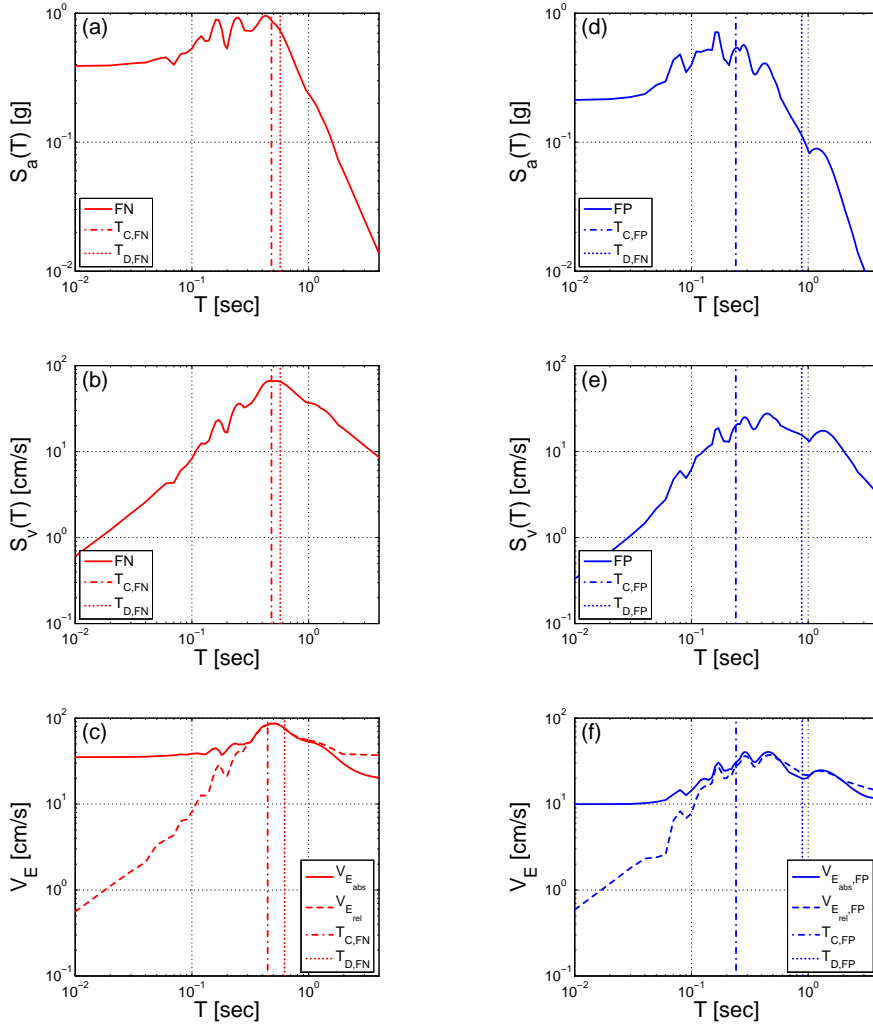 (a)
S_a(T) [g]
10^0
10^-1
10^-2
FN
T_C,FN
T_D,FN
10^-2
10^-1
10^0
T [sec]
(d)
S_a(T) [g]
10^0
10^-1
10^-2
FP
T_C,FP
T_D,FN
10^-2
10^-1
10^0
T [sec]
(b)
S_v(T) [cm/s]
10^2
10^1
10^0
10^-1
FN
T_C,FN
T_D,FN
10^-2
10^-1
10^0
T [sec]
(e)
S_v(T) [cm/s]
10^2
10^1
10^0
10^-1
FP
T_C,FP
T_D,FP
10^-2
10^-1
10^0
T [sec]
(c)
V_E [cm/s]
10^2
10^1
10^0
10^-1
V_E_abs
V_E_rel
T_C,FN
T_D,FN
10^-2
10^-1
10^0
T [sec]
(f)
V_E [cm/s]
10^2
10^1
10^0
10^-1
V_E_abs,FP
V_E_rel,FP
T_C,FP
T_D,FP
10^-2
10^-1
10^0
T [sec]